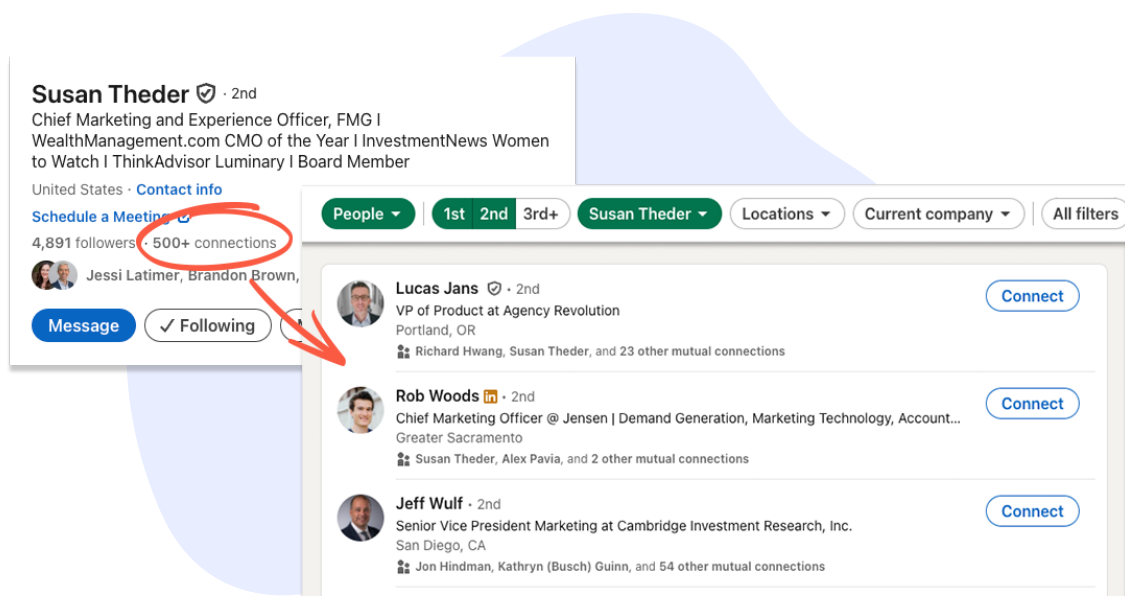 Susan Theder · 2nd
Chief Marketing and Experience Officer, FMG I
WealthManagement.com CMO of the Year I InvestmentNews Women
to Watch I ThinkAdvisor Luminary I Board Member
United States · Contact info
Schedule a Meeting
4,891 followers · 500+ connections
Jessi Latimer, Brandon Brown,
Message
Following
People
1st
2nd
3rd+
Susan Theder
Locations
Current company
All filters
Lucas Jans · 2nd
VP of Product at Agency Revolution
Portland, OR
Richard Hwang, Susan Theder, and 23 other mutual connections
Connect
Rob Woods in · 2nd
Chief Marketing Officer @ Jensen | Demand Generation, Marketing Technology, Account...
Greater Sacramento
Susan Theder, Alex Pavia, and 2 other mutual connections
Connect
Jeff Wulf · 2nd
Senior Vice President Marketing at Cambridge Investment Research, Inc.
San Diego, CA
Jon Hindman, Kathryn (Busch) Guinn, and 54 other mutual connections
Connect